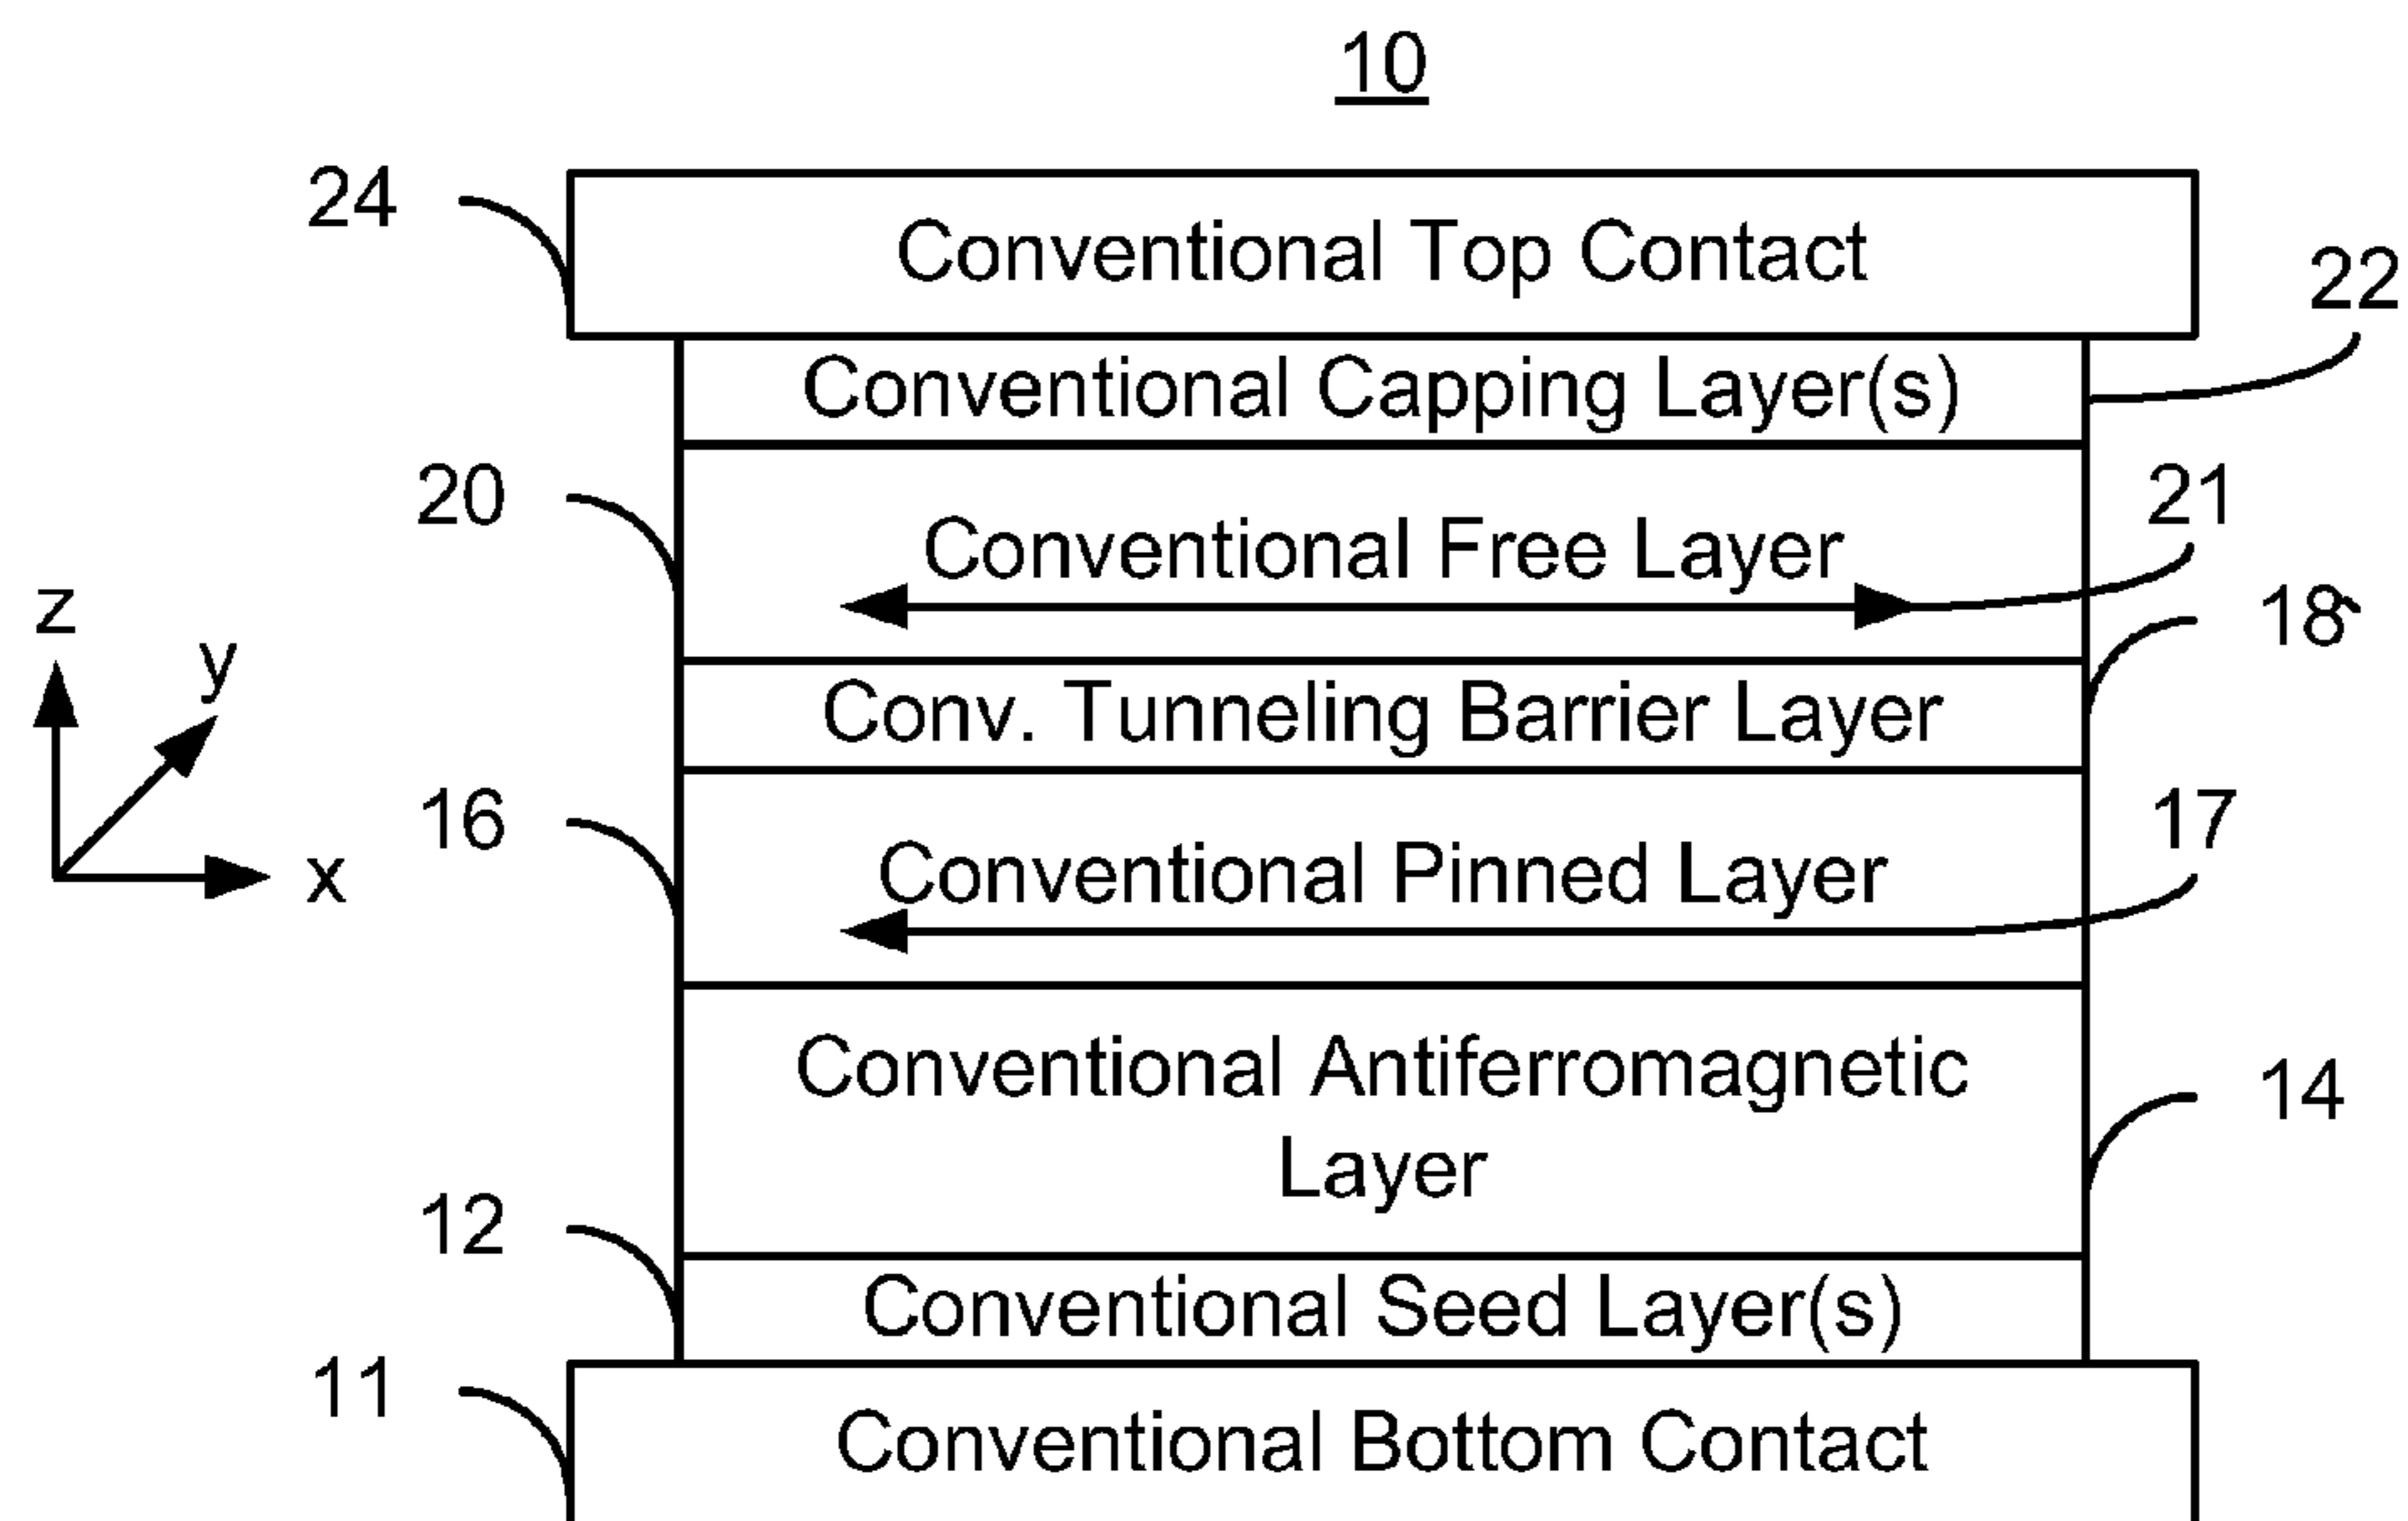 10
24
Conventional Top Contact
22
Conventional Capping Layer(s)
20
21
Conventional Free Layer
18
z
y
Conv. Tunneling Barrier Layer
16
17
x
Conventional Pinned Layer
Conventional Antiferromagnetic
Layer
14
12
Conventional Seed Layer(s)
11
Conventional Bottom Contact